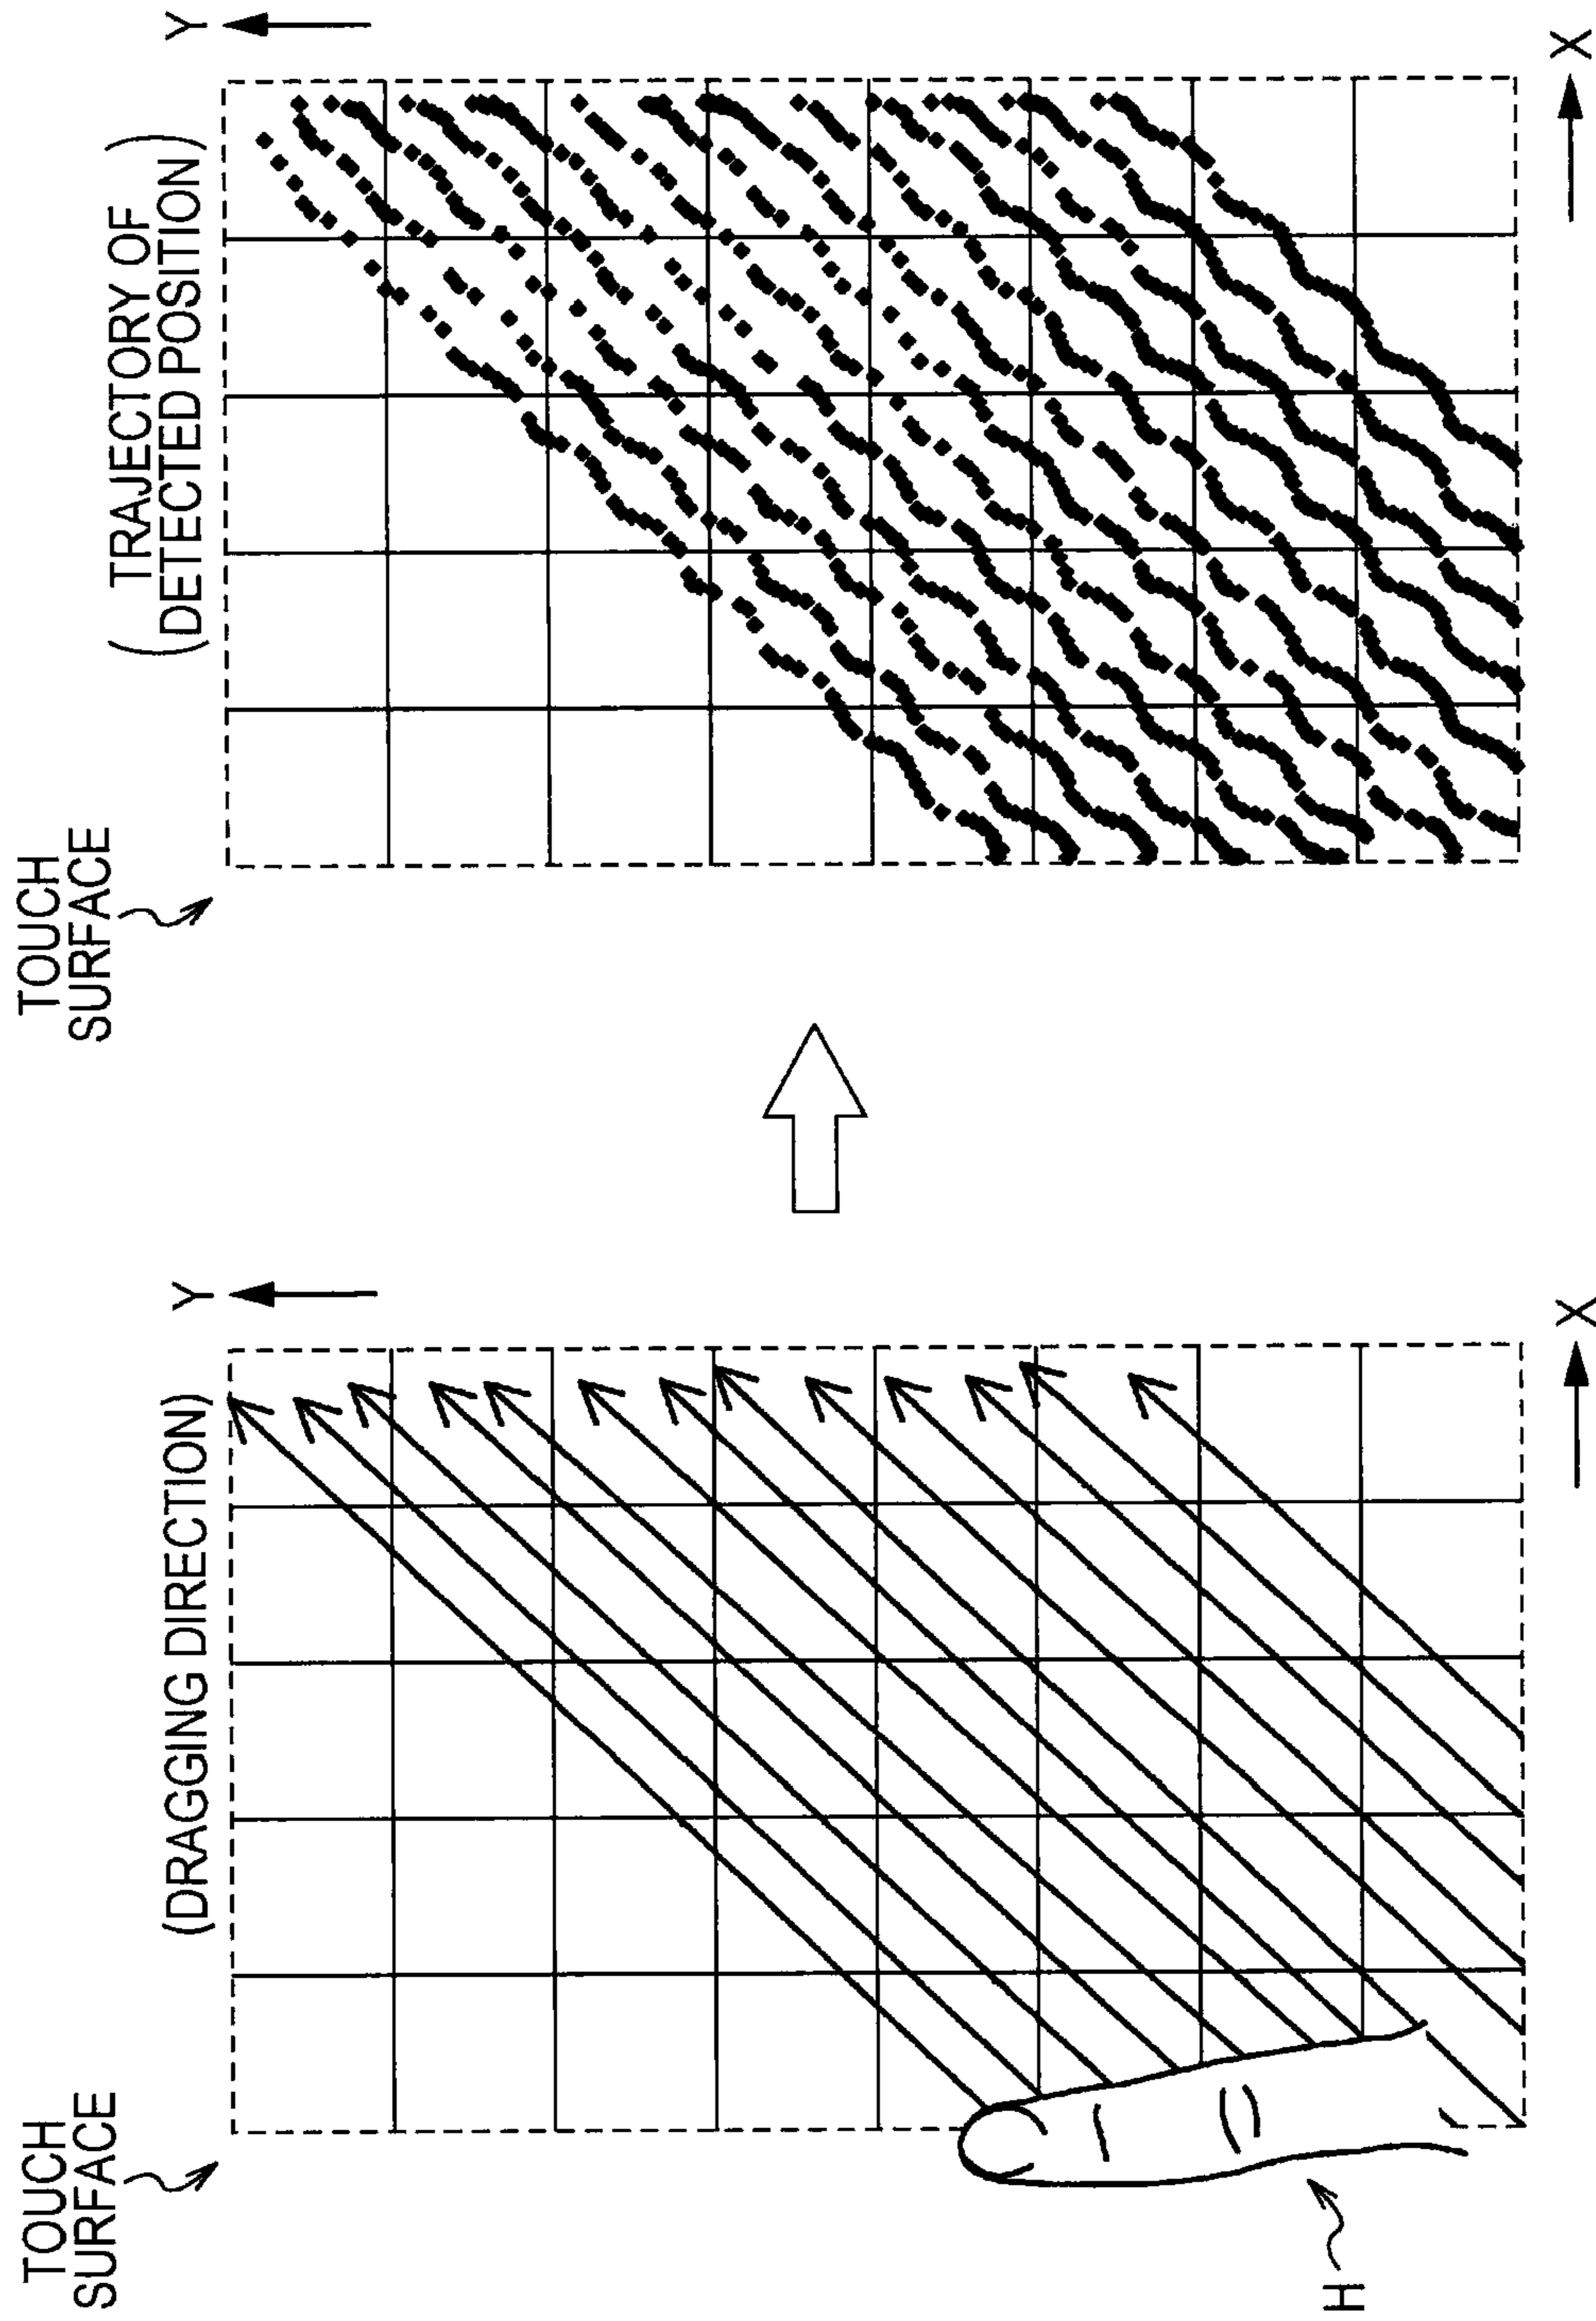 TOUCH
SURFACE
(DRAGGING DIRECTION)
Y
X
H
TOUCH
SURFACE
(TRAJECTORY OF
DETECTED POSITION)
Y
X